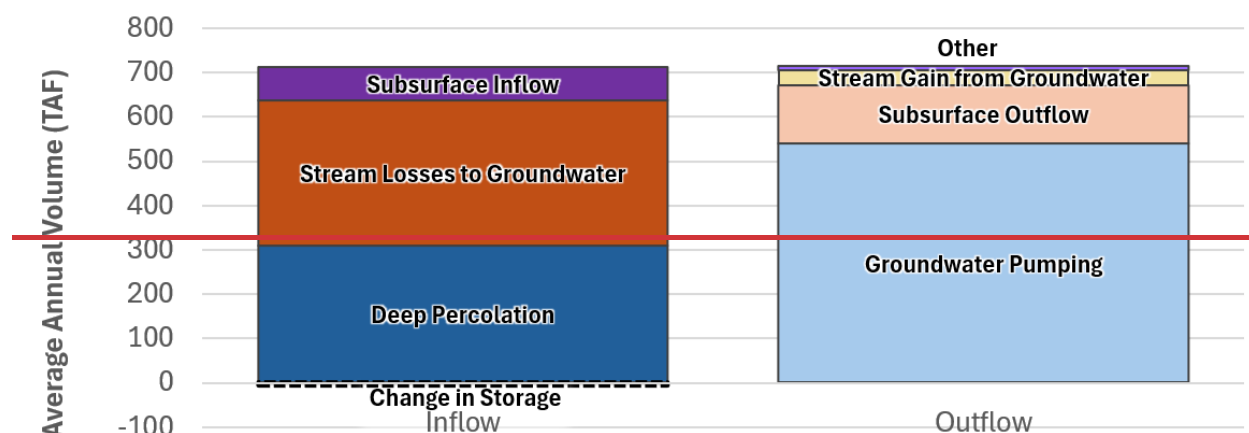 800
700
600
500
400
300
200
100
0
-100
Average Annual Volume (TAF)
Subsurface Inflow
Stream Losses to Groundwater
Deep Percolation
Change in Storage
Inflow
Other
Stream Gain from Groundwater
Subsurface Outflow
Groundwater Pumping
Outflow